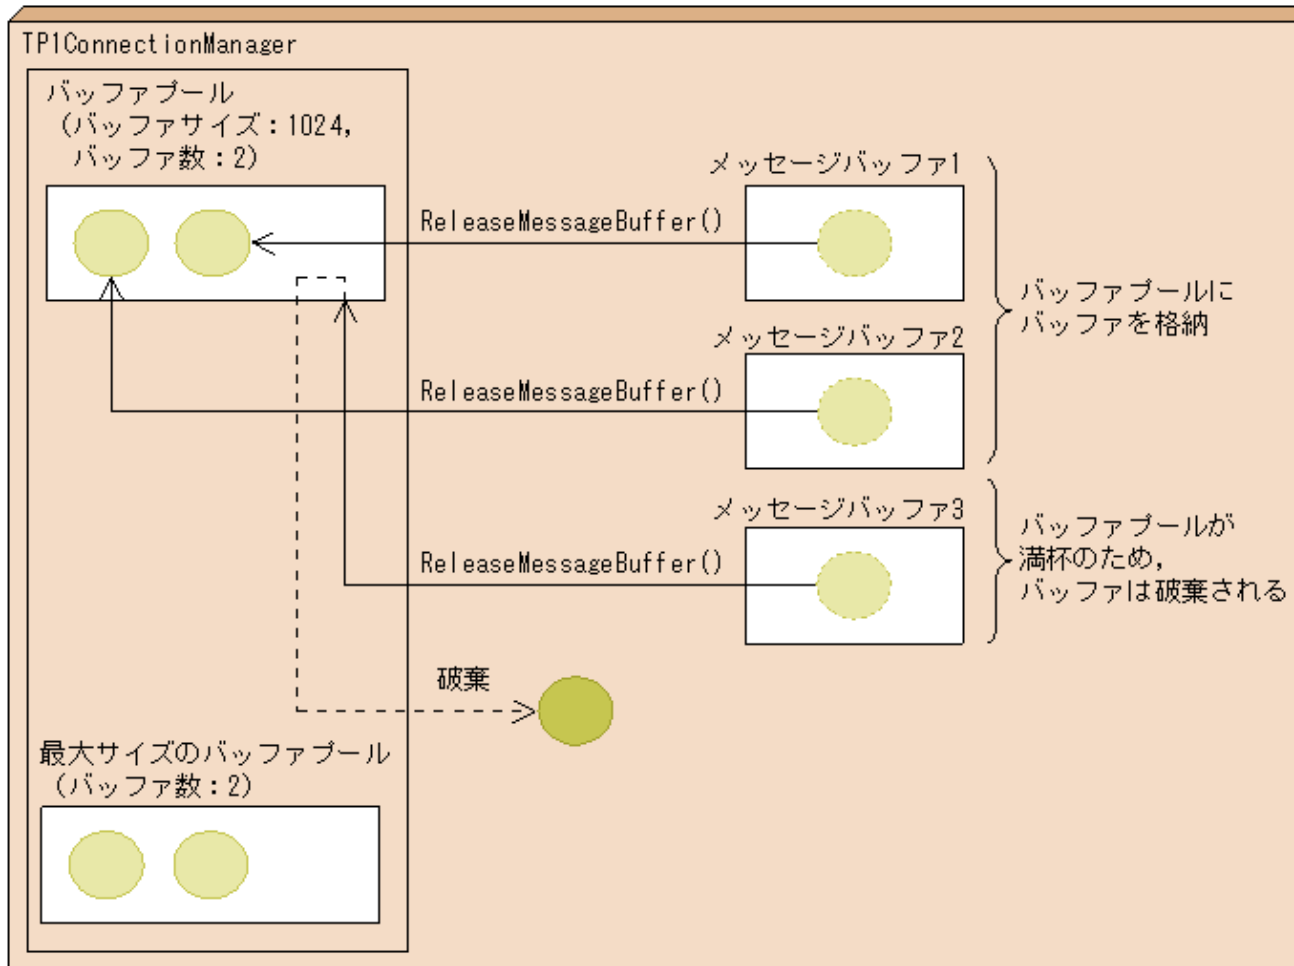 TP1ConnectionManager
バッファプール
（バッファサイズ：1024,
バッファ数：2）
メッセージバッファ1
ReleaseMessageBuffer()
バッファプールに
バッファを格納
メッセージバッファ2
ReleaseMessageBuffer()
メッセージバッファ3
ReleaseMessageBuffer()
バッファプールが
満杯のため,
バッファは破棄される
破棄
最大サイズのバッファプール
（バッファ数：2）